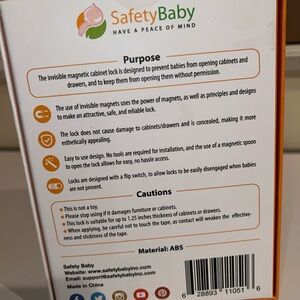 SafetyBaby
HAVE A PEACE OF MIND
Purpose
The invisible magnetic cabinet lock is designed to prevent babies from opening cabinets and
drawers, and to keep them from opening them without permission.
The use of invisible magnets uses the power of magnets, as well as principles and designs
to make an attractive, safe, and reliable lock.
The lock does not cause damage to cabinets/drawers and is concealed, making it more
esthetically appealing.
Easy to use design. No tools are required for installation, and the use of a magnetic spoon
to open the lock allows for easy, no hassle access.
Locks are designed with a flip switch, to allow locks to be easily disengaged when babies
are not present.
Cautions
• This is not a toy.
• Please stop using if it damages furniture or cabinets.
• This lock is suitable for up to 1.25 inches thickness of cabinets or drawers.
• When applying, be careful not to touch the tape, as contact will weaken the effective-
ness and stickiness of the tape.
Material: ABS
Safety Baby
Website: www.safetybabyinc.com
Email: support@safetybabyinc.com
Made in China
6 28693 11051 6